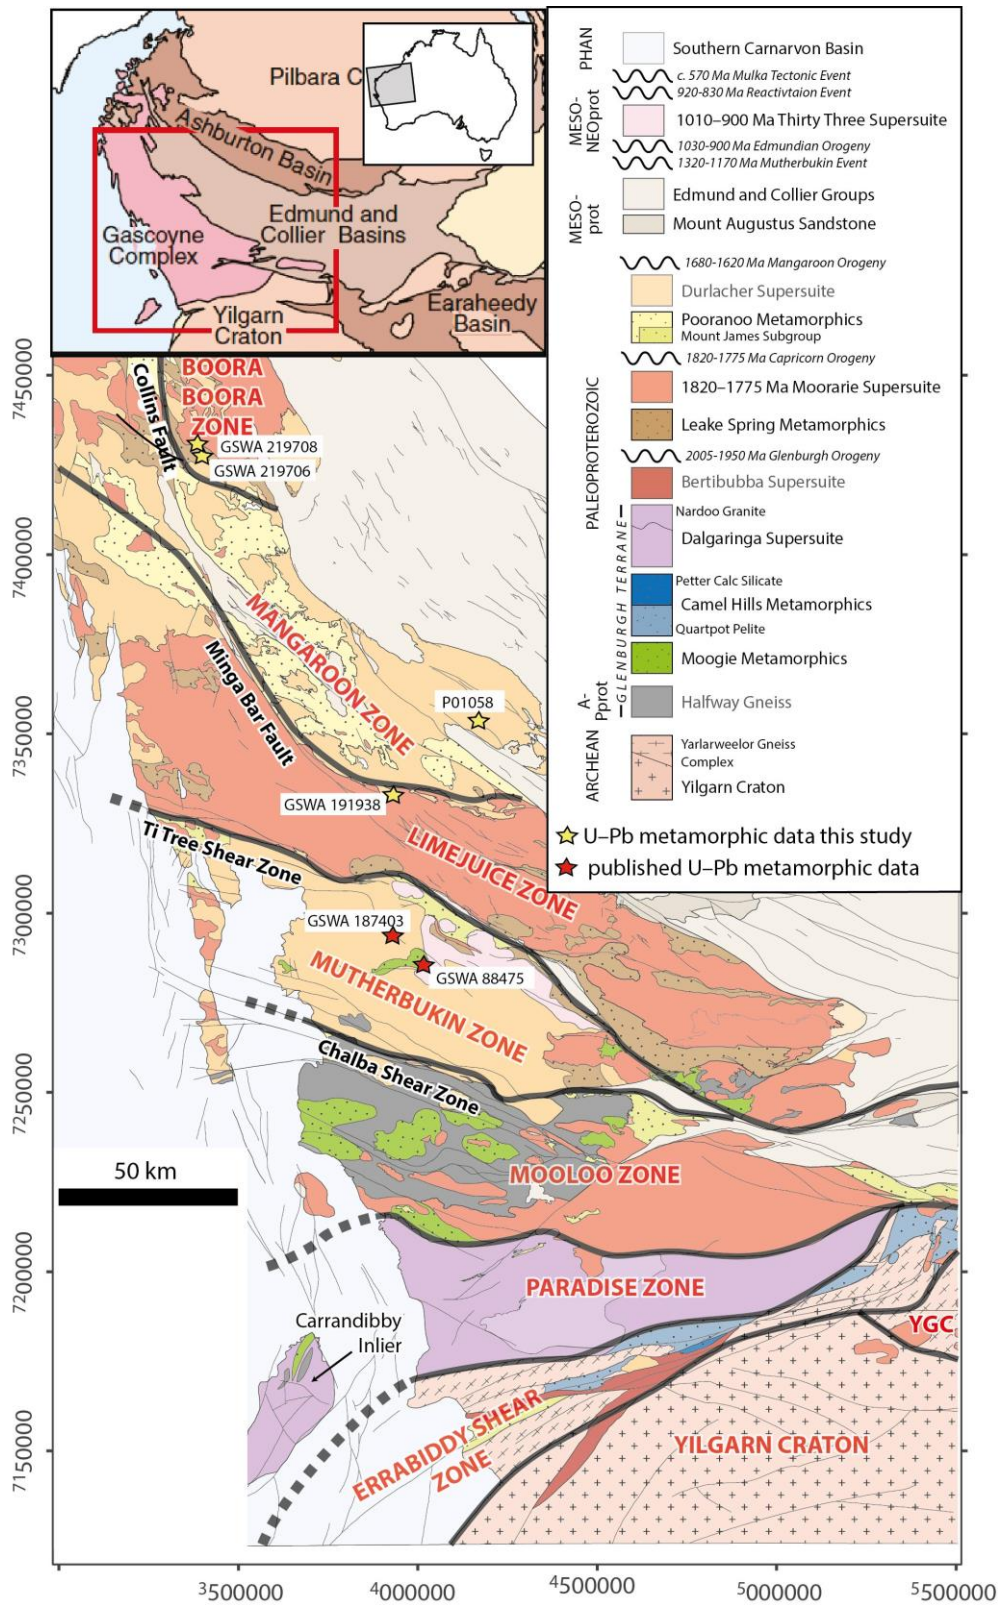 Pilbara C
Ashburton Basin
Edmund and
Collier Basins
Gascoyne
Complex
Yilgarn
Craton
Earaheedy
Basin
PHAN
Southern Carnarvon Basin
c. 570 Ma Mulka Tectonic Event
920-830 Ma Reactivtaion Event
MESO-
NEOprot
1010–900 Ma Thirty Three Supersuite
1030-900 Ma Edmundian Orogeny
1320-1170 Ma Mutherbukin Event
MESO-
prot
Edmund and Collier Groups
Mount Augustus Sandstone
1680-1620 Ma Mangaroon Orogeny
PALEOPROTEROZOIC
Durlacher Supersuite
Pooranoo Metamorphics
Mount James Subgroup
1820-1775 Ma Capricorn Orogeny
1820–1775 Ma Moorarie Supersuite
Leake Spring Metamorphics
2005-1950 Ma Glenburgh Orogeny
Bertibubba Supersuite
GLENBURGH TERRANE
Nardoo Granite
Dalgaringa Supersuite
Petter Calc Silicate
Camel Hills Metamorphics
Quartpot Pelite
Moogie Metamorphics
A-
Pprot
Halfway Gneiss
ARCHEAN
Yarlarweelor Gneiss
Complex
Yilgarn Craton
U–Pb metamorphic data this study
published U–Pb metamorphic data
7450000
7400000
7350000
7300000
7250000
7200000
7150000
BOORA
BOORA
ZONE
Collins Fault
GSWA 219708
GSWA 219706
MANGAROON ZONE
Minga Bar Fault
P01058
GSWA 191938
LIMEJUICE ZONE
Ti Tree Shear Zone
GSWA 187403
GSWA 88475
MUTHERBUKIN ZONE
Chalba Shear Zone
50 km
MOOLOO ZONE
PARADISE ZONE
YGC
Carrandibby
Inlier
ERRABIDDY SHEAR
ZONE
YILGARN CRATON
3500000
4000000
4500000
5000000
5500000